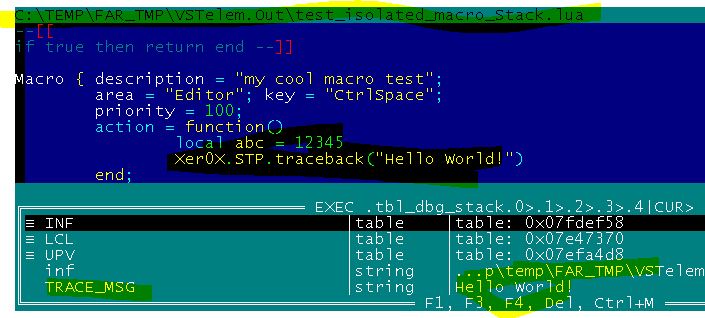 C:\TEMP\FAR_TMP\VSTelem.Out\test_isolated_macro_Stack.lua
--[[
if true then return end --]]
Macro { description = "my cool macro test";
area = "Editor"; key = "CtrlSpace";
priority = 100;
action = function()
local abc = 12345
Xer0X.STP.traceback("Hello World!")
end;
EXEC .tbl_dbg_stack.0>.1>.2>.3>.4|CUR>
≡ INF table table: 0x07fdef58
≡ LCL table table: 0x07e47370
≡ UPV table table: 0x07efa4d8
inf string ...p\temp\FAR_TMP\VSTelem
TRACE_MSG string Hello World!
F1, F3, F4, Del, Ctrl+M